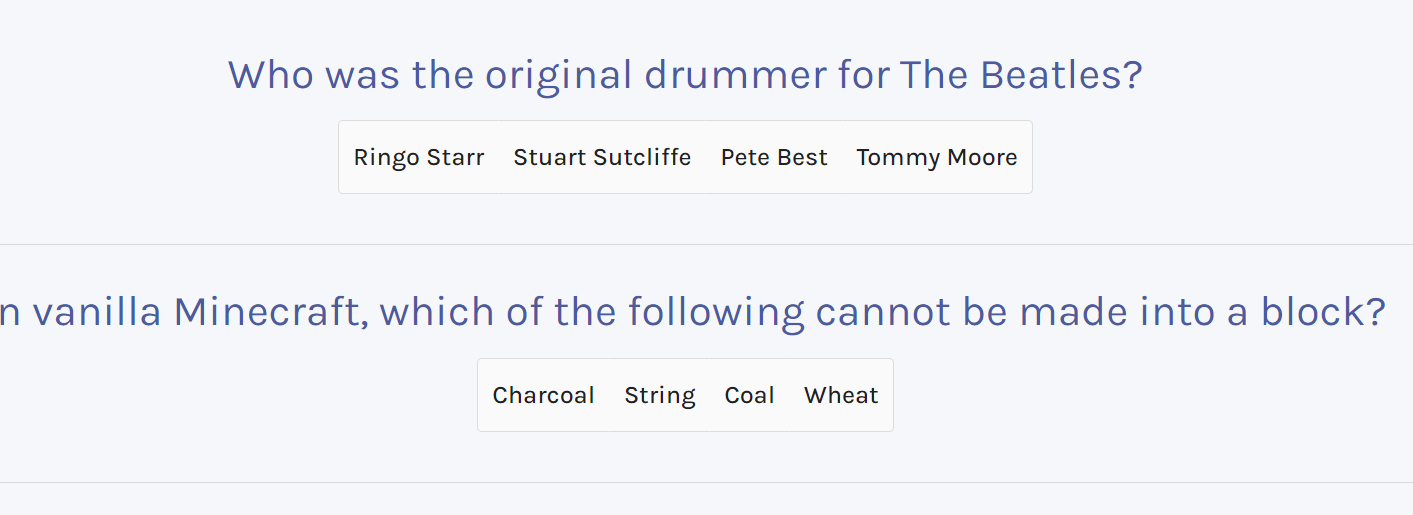 Who was the original drummer for The Beatles?
Ringo Starr Stuart Sutcliffe Pete Best Tommy Moore
n vanilla Minecraft, which of the following cannot be made into a block?
Charcoal String Coal Wheat